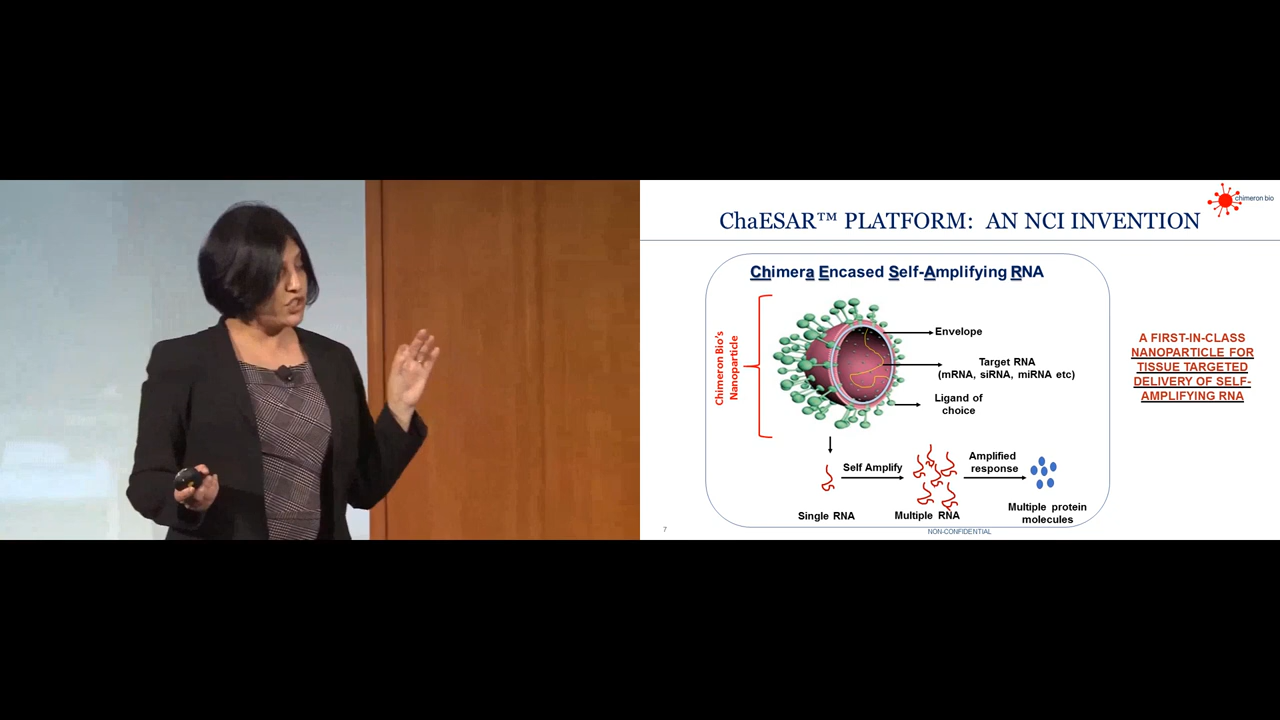 chimeron bio
ChaESAR™ PLATFORM: AN NCI INVENTION
Chimera Encased Self-Amplifying RNA
Chimeron Bio's
Nanoparticle
Envelope
Target RNA
(mRNA, siRNA, miRNA etc)
Ligand of
choice
Self Amplify
Amplified
response
Single RNA
Multiple RNA
Multiple protein
molecules
A FIRST-IN-CLASS
NANOPARTICLE FOR
TISSUE TARGETED
DELIVERY OF SELF-
AMPLIFYING RNA
7
NON-CONFIDENTIAL